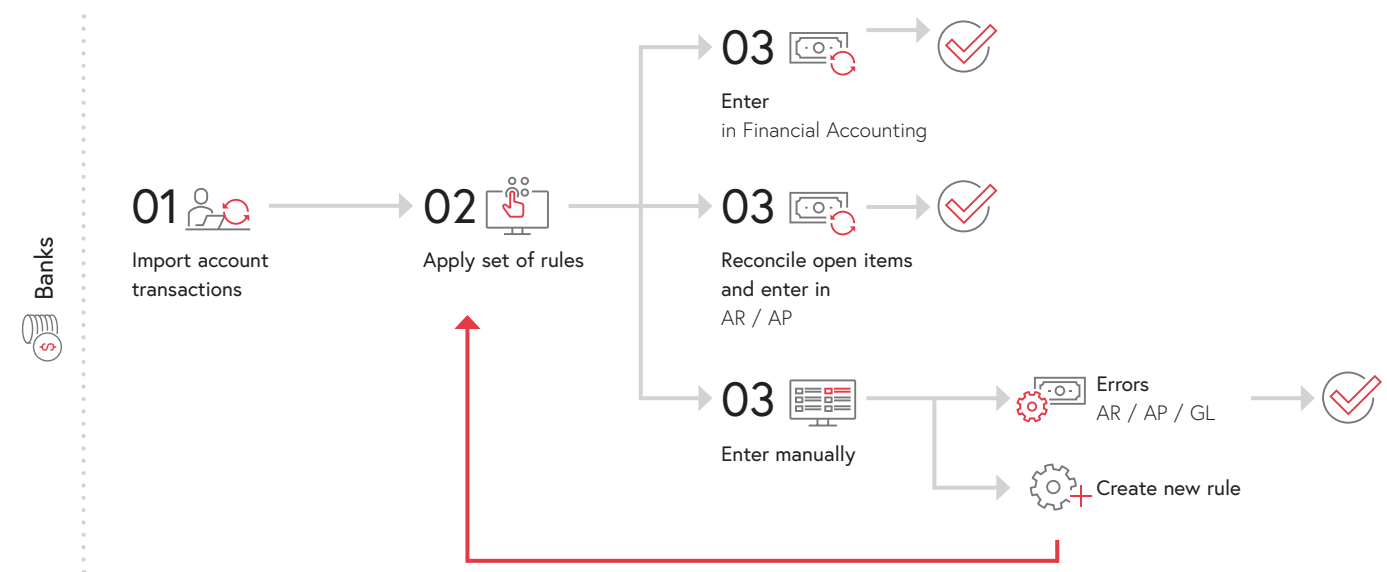 Banks
$
01
Import account
transactions
02
Apply set of rules
03
Enter
in Financial Accounting
03
Reconcile open items
and enter in
AR / AP
03
Enter manually
Errors
AR / AP / GL
Create new rule